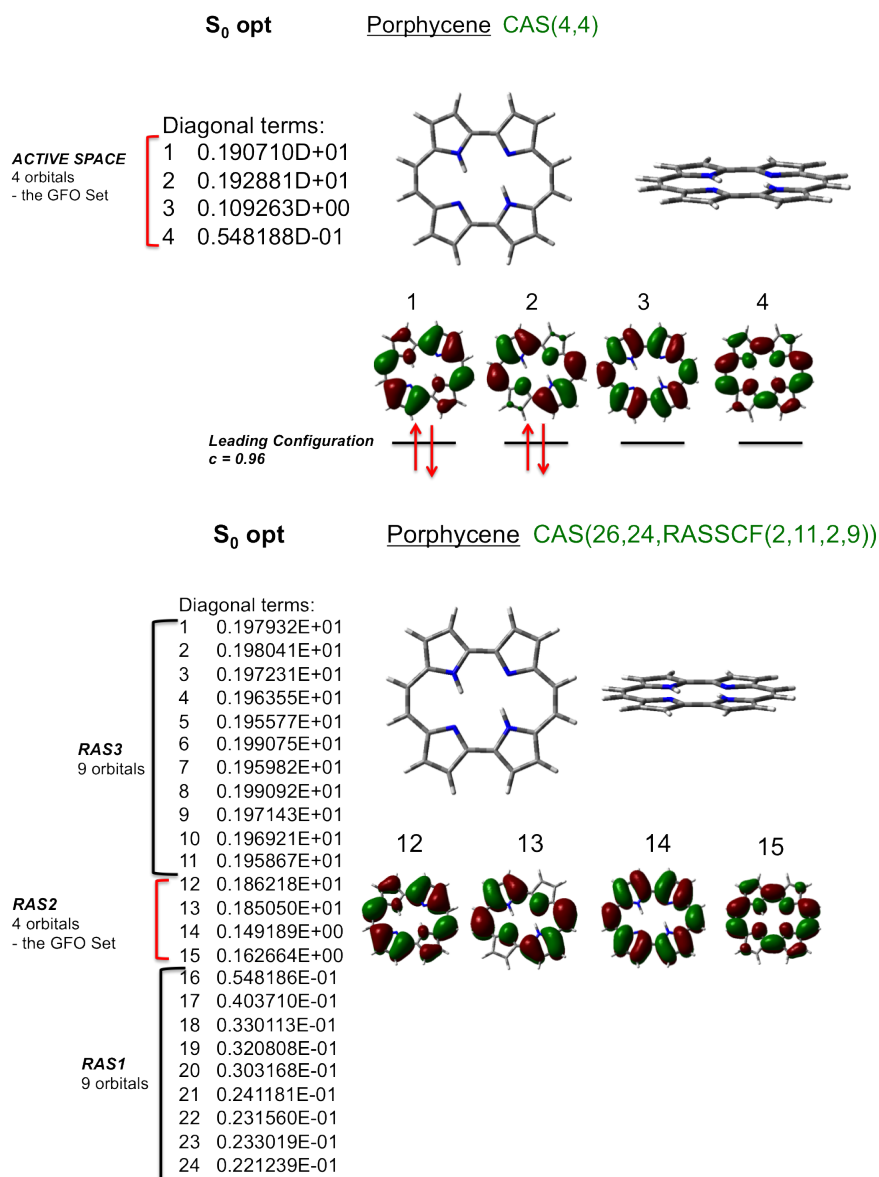 S0 opt Porphycene CAS(4,4)
Diagonal terms:
ACTIVE SPACE
4 orbitals
- the GFO Set
1 0.190710D+01
2 0.192881D+01
3 0.109263D+00
4 0.548188D-01
1 2 3 4
Leading Configuration
c = 0.96
S0 opt Porphycene CAS(26,24,RASSCF(2,11,2,9))
Diagonal terms:
1 0.197932E+01
2 0.198041E+01
3 0.197231E+01
4 0.196355E+01
5 0.195577E+01
6 0.199075E+01
7 0.195982E+01
8 0.199092E+01
9 0.197143E+01
10 0.196921E+01
11 0.195867E+01
RAS3
9 orbitals
12 13 14 15
12 0.186218E+01
13 0.185050E+01
14 0.149189E+00
15 0.162664E+00
RAS2
4 orbitals
- the GFO Set
16 0.548186E-01
17 0.403710E-01
18 0.330113E-01
19 0.320808E-01
20 0.303168E-01
21 0.241181E-01
22 0.231560E-01
23 0.233019E-01
24 0.221239E-01
RAS1
9 orbitals